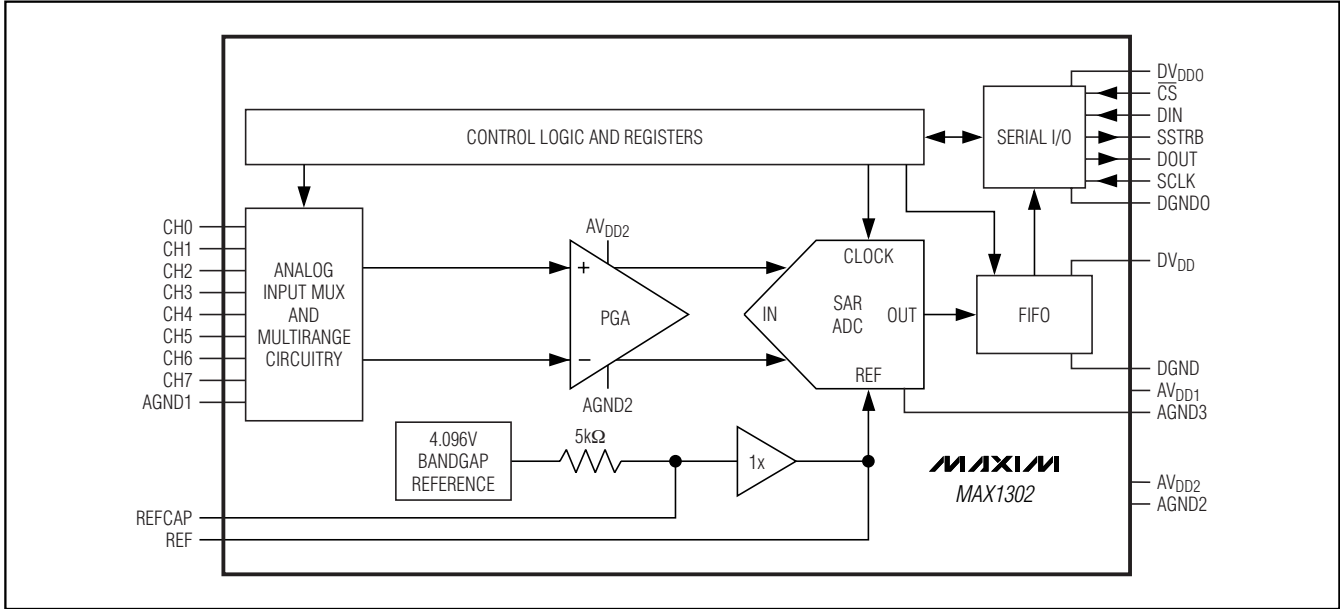 CONTROL LOGIC AND REGISTERS
SERIAL I/O
DVDDO
CS
DIN
SSTRB
DOUT
SCLK
DGNDO
CH0
CH1
CH2
CH3
CH4
CH5
CH6
CH7
AGND1
ANALOG
INPUT MUX
AND
MULTIRANGE
CIRCUITRY
AVDD2
+
PGA
−
AGND2
CLOCK
IN
SAR
ADC
OUT
REF
FIFO
DVDD
DGND
AVDD1
AGND3
4.096V
BANDGAP
REFERENCE
5kΩ
1x
MAXIM
MAX1302
AVDD2
AGND2
REFCAP
REF